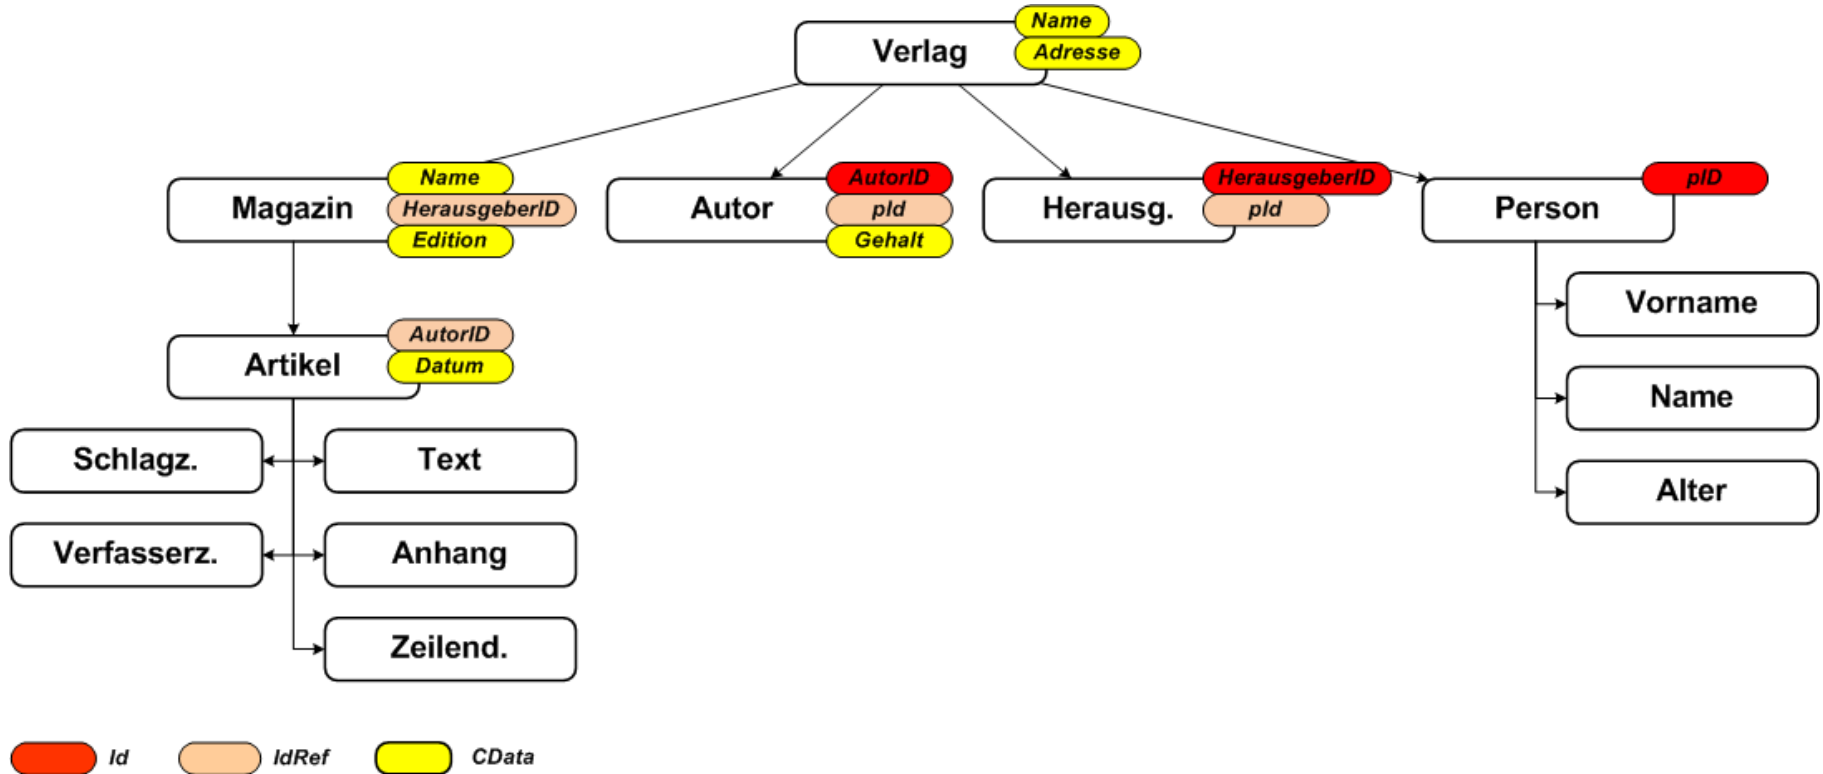 Name
Verlag
Adresse
Name
Magazin
HerausgeberID
Edition
AutorID
Autor
pId
Gehalt
HerausgeberID
Herausg.
pId
pID
Person
Vorname
Name
Alter
AutorID
Artikel
Datum
Schlagz.
Text
Verfasserz.
Anhang
Zeilend.
Id
IdRef
CData